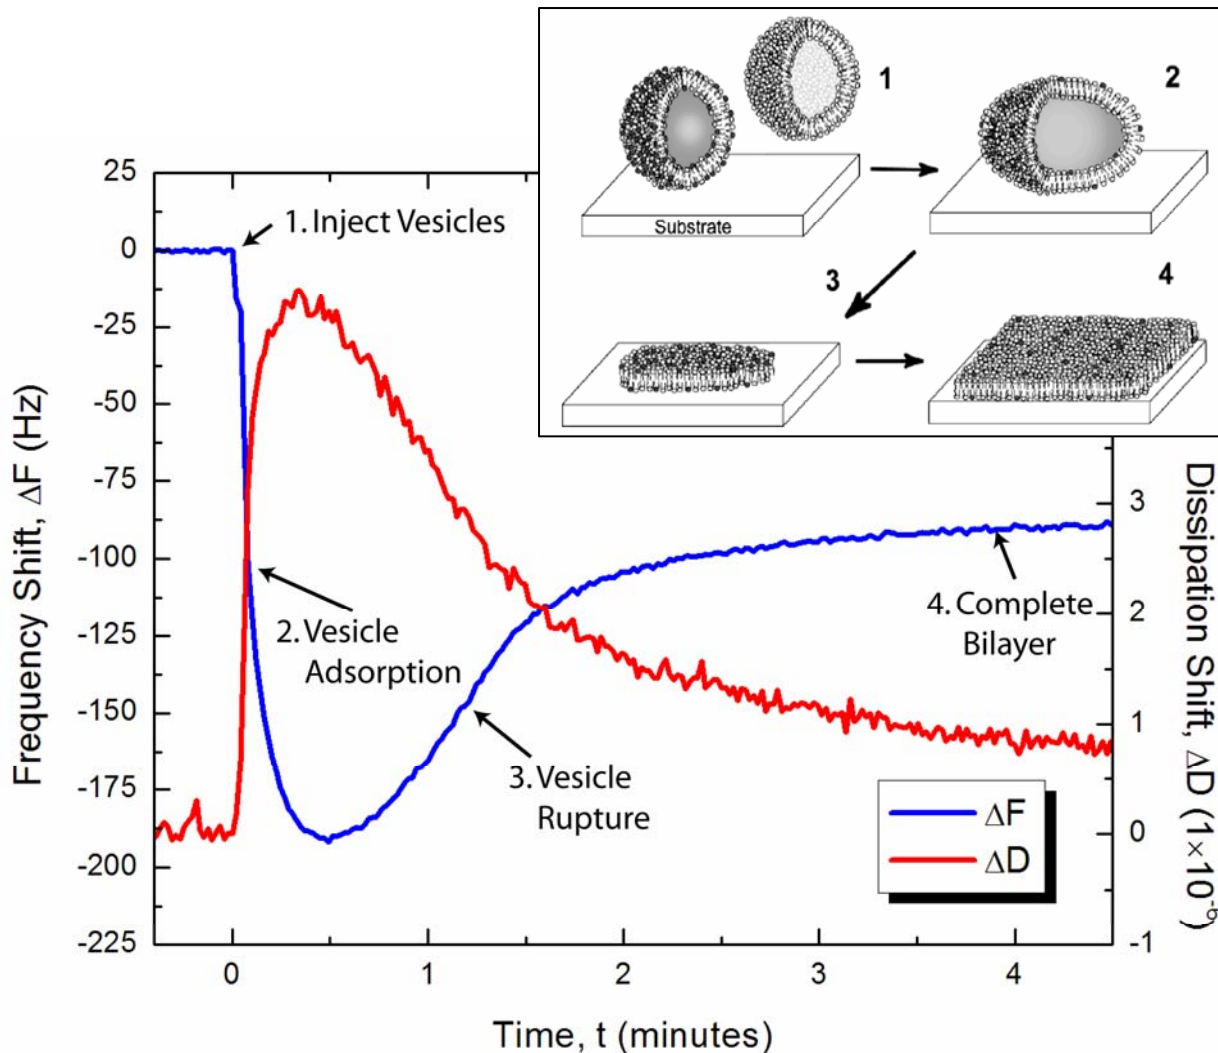 1
2
Substrate
3
4
25
0
-25
-50
-75
-100
-125
-150
-175
-200
-225
Frequency Shift, ΔF (Hz)
1. Inject Vesicles
2. Vesicle
Adsorption
3. Vesicle
Rupture
4. Complete
Bilayer
ΔF
ΔD
3
2
1
0
-1
Dissipation Shift, ΔD (1×10⁻⁶)
0
1
2
3
4
Time, t (minutes)